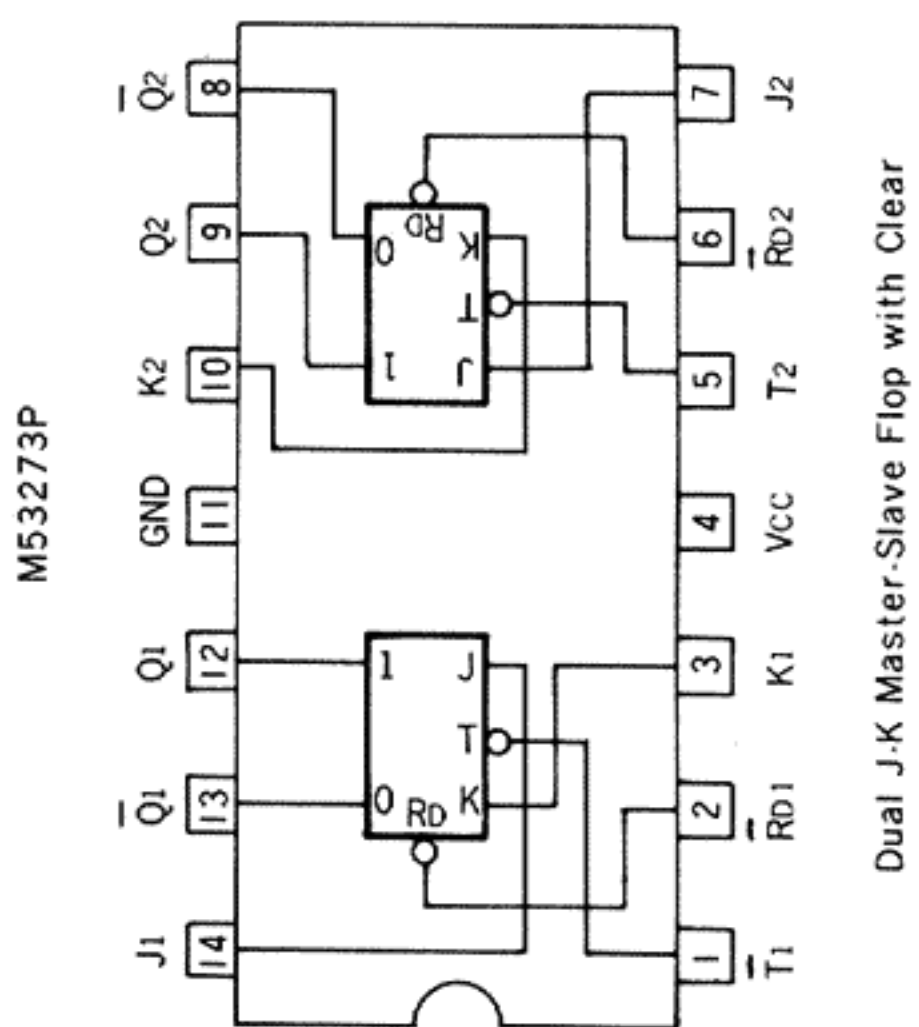 M53273P
J1
Q̅1
Q1
GND
K2
Q2
Q̅2
14
13
12
11
10
9
8
1
0
RD
J
T
K
0
1
RD
K
T
J
1
2
3
4
5
6
7
T̅1
R̅D1
K1
VCC
T2
R̅D2
J2
Dual J-K Master-Slave Flop with Clear